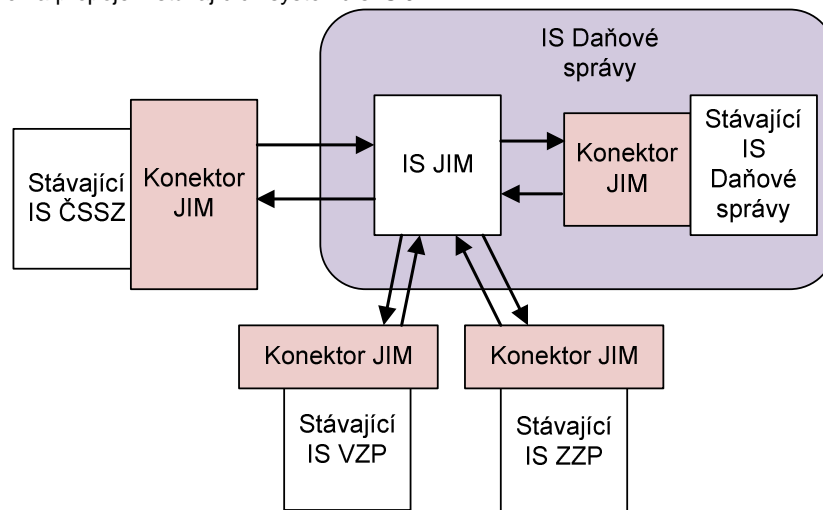 IS Daňové
správy
Stávající
IS ČSSZ
Konektor
JIM
IS JIM
Konektor
JIM
Stávající
IS
Daňové
správy
Konektor JIM
Konektor JIM
Stávající
IS VZP
Stávající
IS ZZP